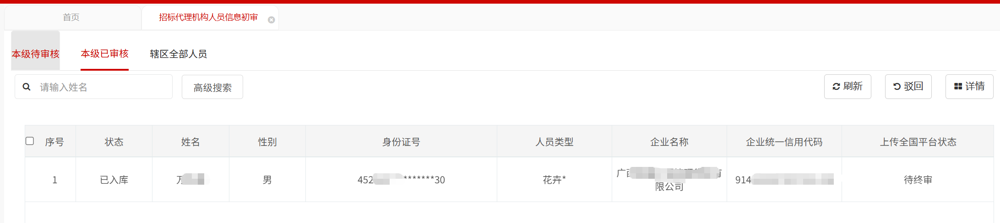 首页
招标代理机构人员信息初审
本级待审核 本级已审核 辖区全部人员
请输入姓名 高级搜索 刷新 驳回 详情
序号 状态 姓名 性别 身份证号 人员类型 企业名称 企业统一信用代码 上传全国平台状态
1 已入库 万 男 452 *******30 花卉* 广西 有 914 待终审
限公司